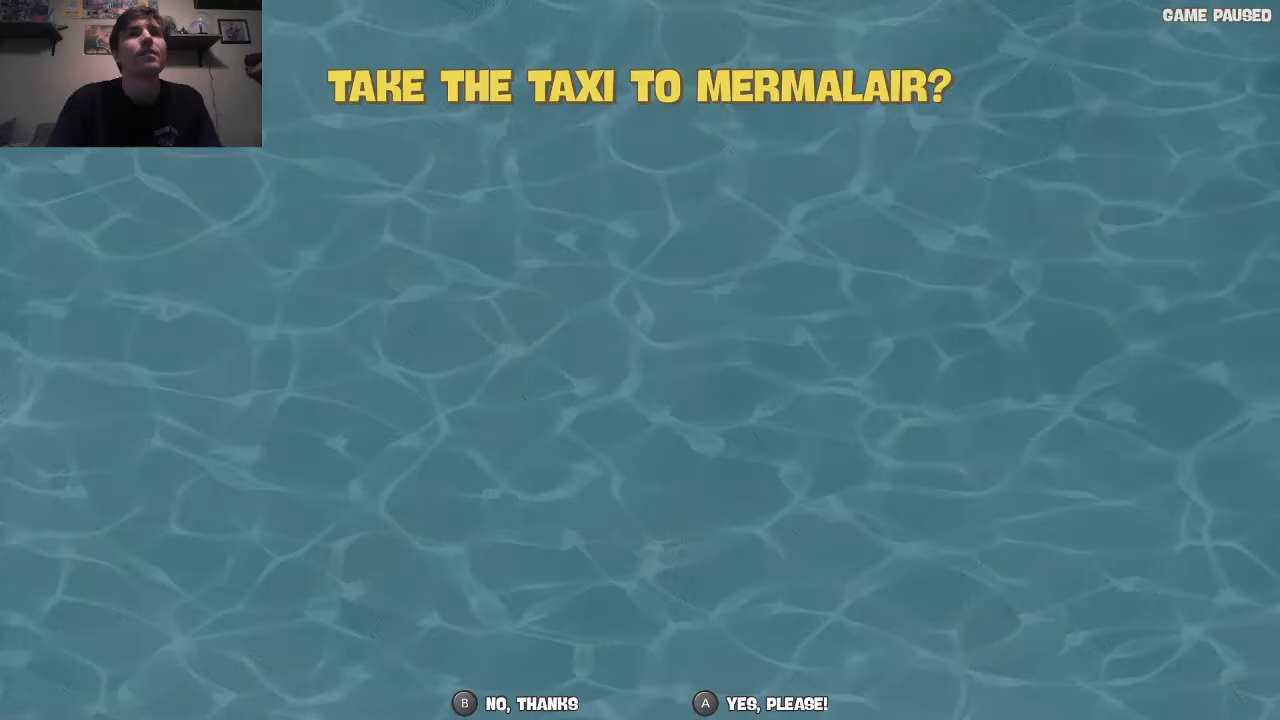 GAME PAUSED
TAKE THE TAXI TO MERMALAIR?
B NO, THANKS
A YES, PLEASE!